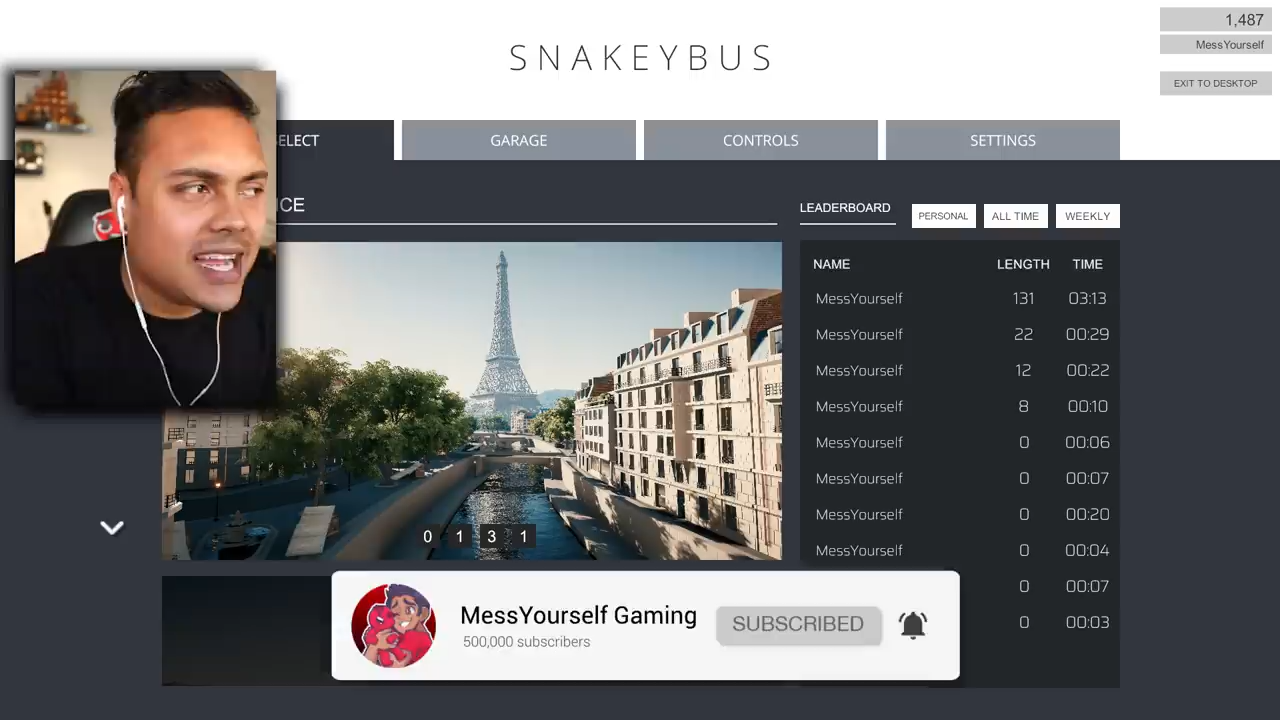 1,487
SNAKEYBUS
MessYourself
EXIT TO DESKTOP
GARAGE
CONTROLS
SETTINGS
LEADERBOARD
PERSONAL
ALL TIME
WEEKLY
NAME LENGTH TIME
MessYourself 131 03:13
MessYourself 22 00:29
MessYourself 12 00:22
MessYourself 8 00:10
MessYourself 0 00:06
MessYourself 0 00:07
MessYourself 0 00:20
MessYourself 0 00:04
0 00:07
0 00:03
0 1 3 1
MessYourself Gaming
500,000 subscribers
SUBSCRIBED